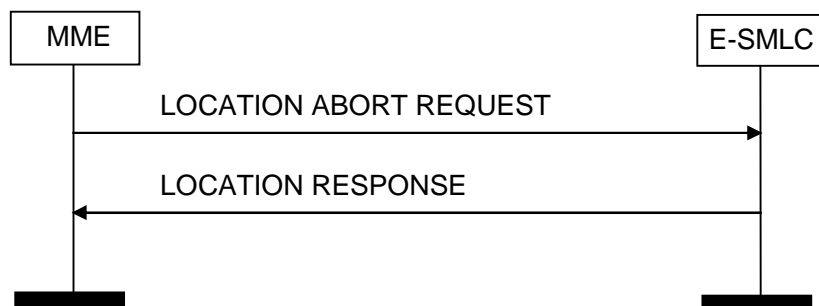 MME
E-SMLC
LOCATION ABORT REQUEST
LOCATION RESPONSE